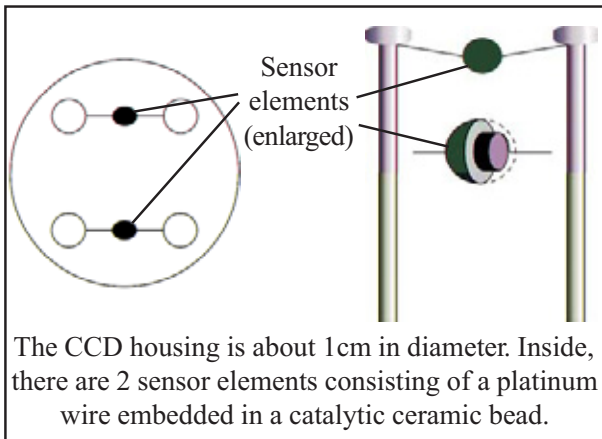 Sensor
elements
(enlarged)
The CCD housing is about 1cm in diameter. Inside,
there are 2 sensor elements consisting of a platinum
wire embedded in a catalytic ceramic bead.